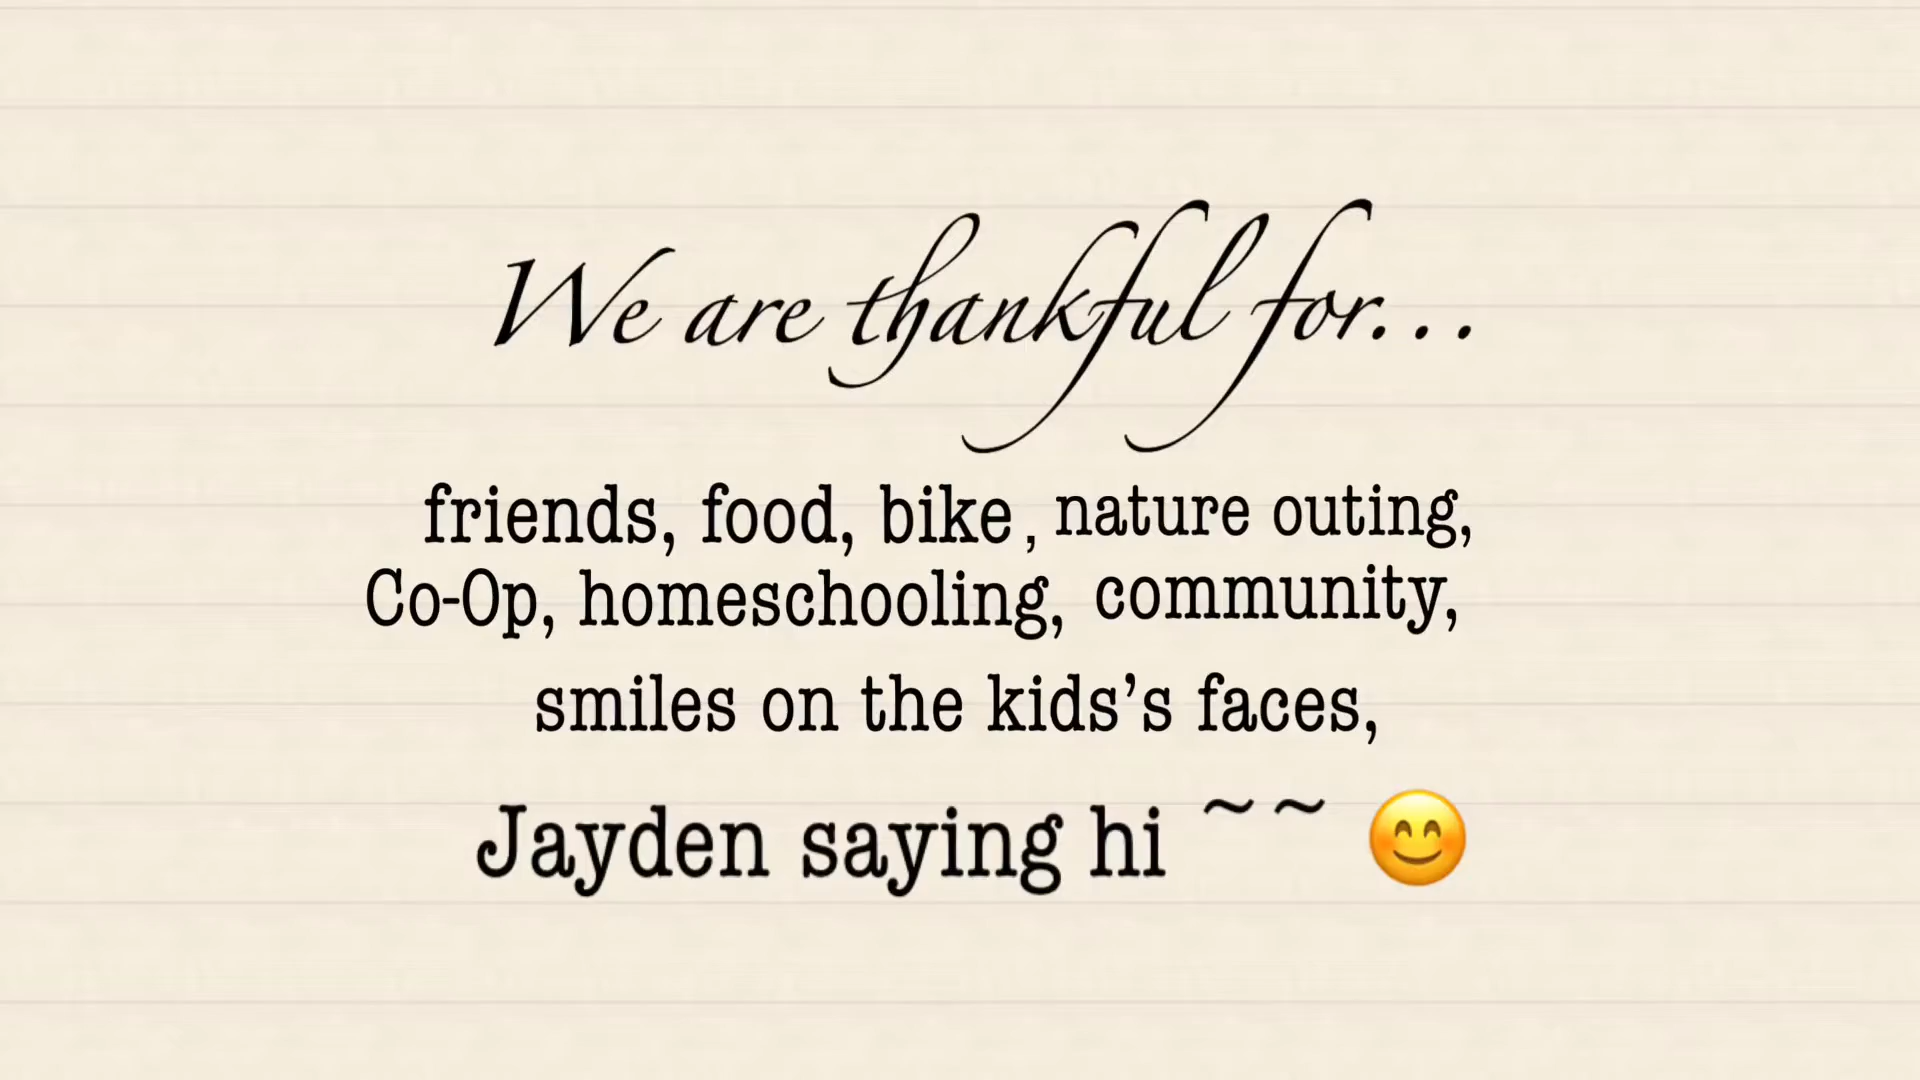 We are thankful for...
friends, food, bike, nature outing,
Co-Op, homeschooling, community,
smiles on the kids’s faces,
Jayden saying hi ~~ 😊